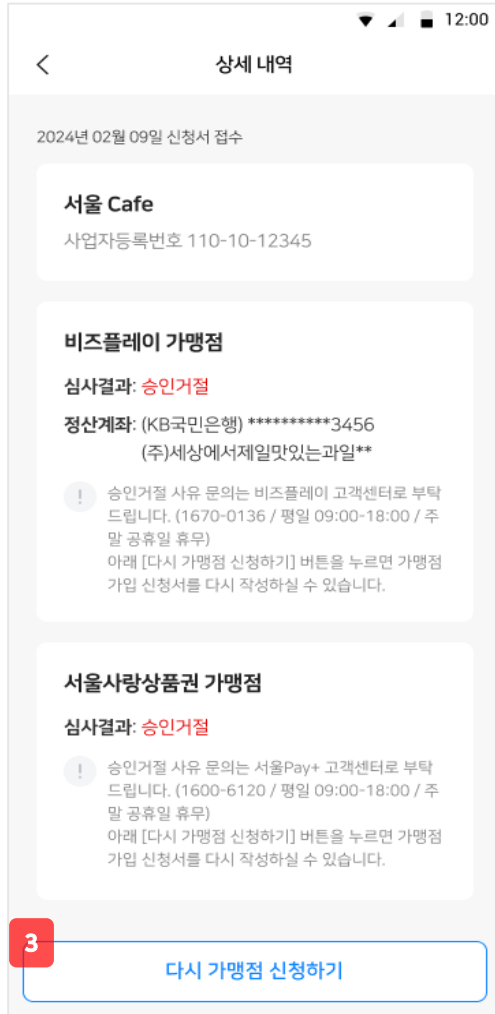 12:00
상세 내역
2024년 02월 09일 신청서 접수
서울 Cafe
사업자등록번호 110-10-12345
비즈플레이 가맹점
심사결과: 승인거절
정산계좌: (KB국민은행) **********3456
(주)세상에서제일맛있는과일**
! 승인거절 사유 문의는 비즈플레이 고객센터로 부탁
드립니다. (1670-0136 / 평일 09:00-18:00 / 주
말 공휴일 휴무)
아래 [다시 가맹점 신청하기] 버튼을 누르면 가맹점
가입 신청서를 다시 작성하실 수 있습니다.
서울사랑상품권 가맹점
심사결과: 승인거절
! 승인거절 사유 문의는 서울Pay+ 고객센터로 부탁
드립니다. (1600-6120 / 평일 09:00-18:00 / 주
말 공휴일 휴무)
아래 [다시 가맹점 신청하기] 버튼을 누르면 가맹점
가입 신청서를 다시 작성하실 수 있습니다.
3
다시 가맹점 신청하기